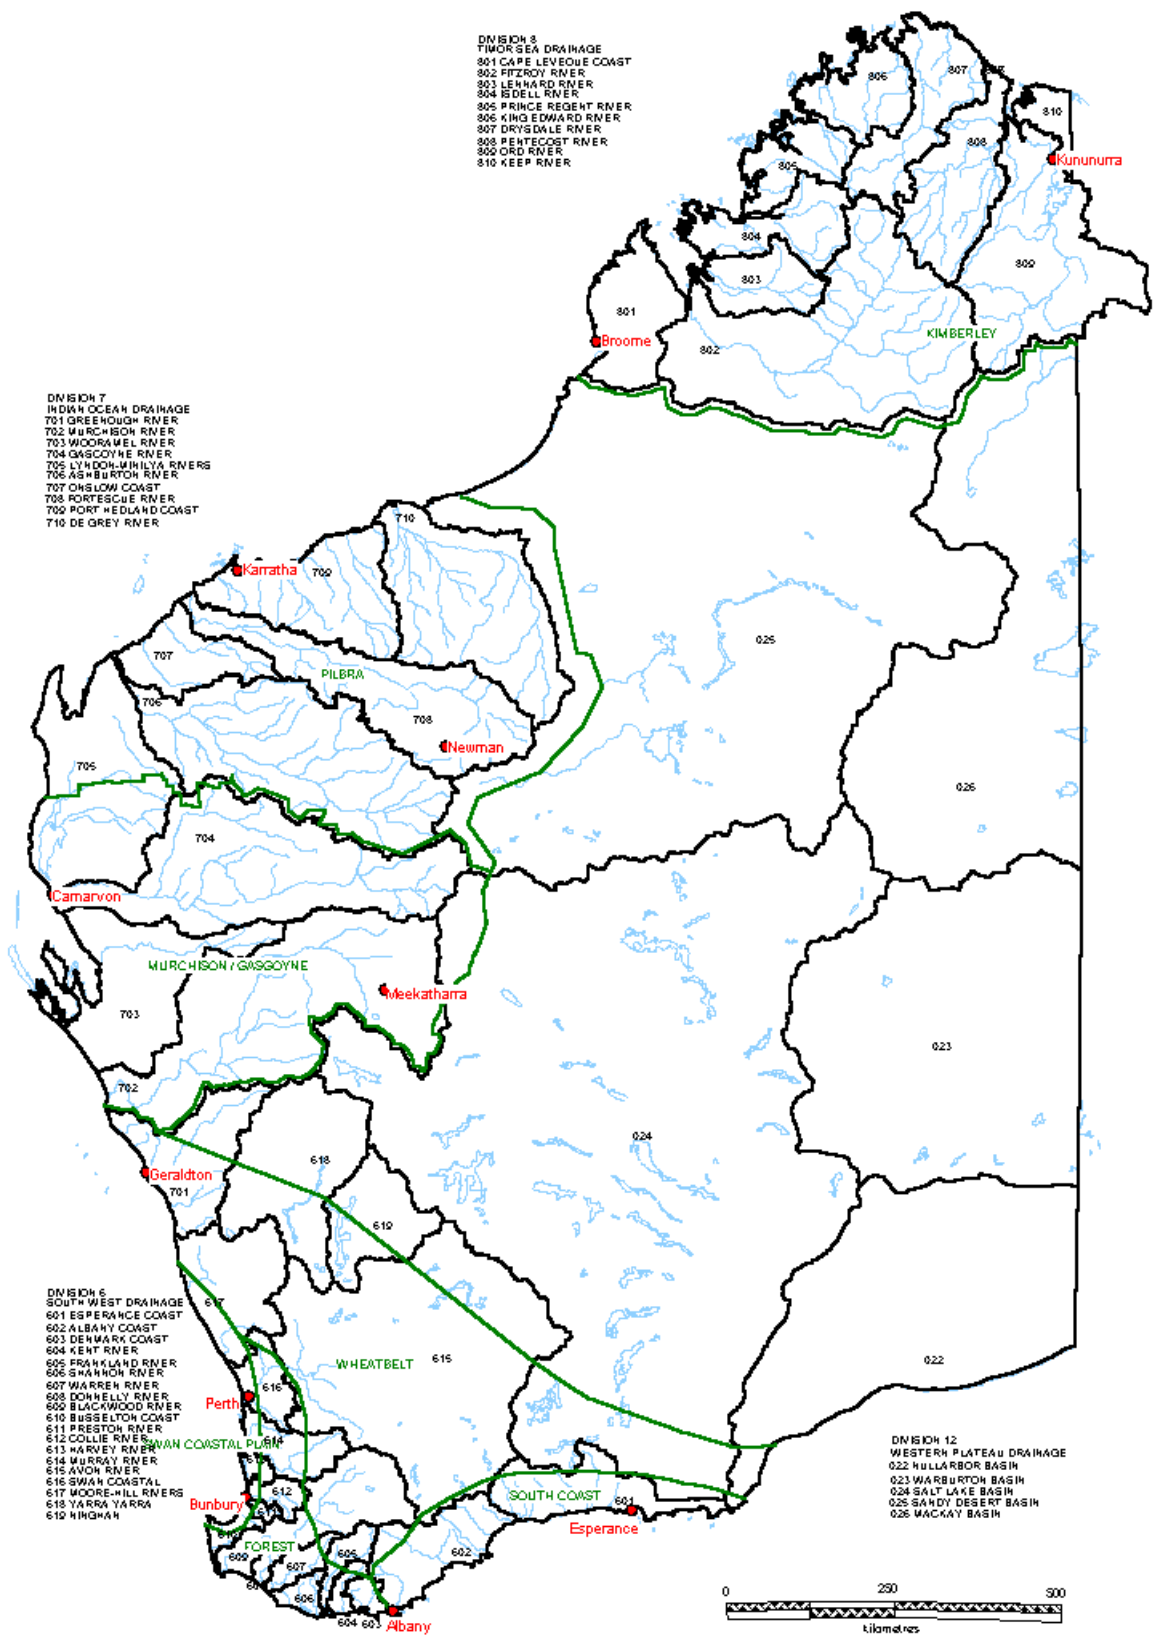 DIVISION 8
TIMOR SEA DRAINAGE
801 CAPE LEVEQUE COAST
802 FITZROY RIVER
803 LENNARD RIVER
804 ISDELL RIVER
805 PRINCE REGENT RIVER
806 KING EDWARD RIVER
807 DRYSDALE RIVER
808 PENTECOST RIVER
809 ORD RIVER
810 KEEP RIVER
806
807
810
808
Kununurra
805
804
809
803
801
KIMBERLEY
Broome
802
DIVISION 7
INDIAN OCEAN DRAINAGE
701 GREENOUGH RIVER
702 MURCHISON RIVER
703 WOORAMEL RIVER
704 GASCOYNE RIVER
705 LYNDON-MINILYA RIVERS
706 ASHBURTON RIVER
707 ONSLOW COAST
708 FORTESCUE RIVER
709 PORT HEDLAND COAST
710 DE GREY RIVER
710
Karratha
709
025
707
PILBRA
706
708
Newman
705
026
704
Carnarvon
MURCHISON / GASGOYNE
Meekatharra
703
023
702
024
618
Geraldton
701
619
DIVISION 6
SOUTH WEST DRAINAGE
601 ESPERANCE COAST
602 ALBANY COAST
603 DENMARK COAST
604 KENT RIVER
605 FRANKLAND RIVER
606 SHANNON RIVER
607 WARREN RIVER
608 DONNELLY RIVER
609 BLACKWOOD RIVER
610 BUSSELTON COAST
611 PRESTON RIVER
612 COLLIE RIVER
613 HARVEY RIVER
614 MURRAY RIVER
615 AVON RIVER
616 SWAN COASTAL
617 MOORE-HILL RIVERS
618 YARRA YARRA
619 NINGHAN
617
WHEATBELT
615
022
616
Perth
SWAN COASTAL PLAIN
614
613
612
Bunbury
SOUTH COAST
601
Esperance
FOREST
609
605
602
607
606
604
603
Albany
DIVISION 12
WESTERN PLATEAU DRAINAGE
022 NULLARBOR BASIN
023 WARBURTON BASIN
024 SALT LAKE BASIN
025 SANDY DESERT BASIN
026 MACKAY BASIN
0
250
500
kilometres